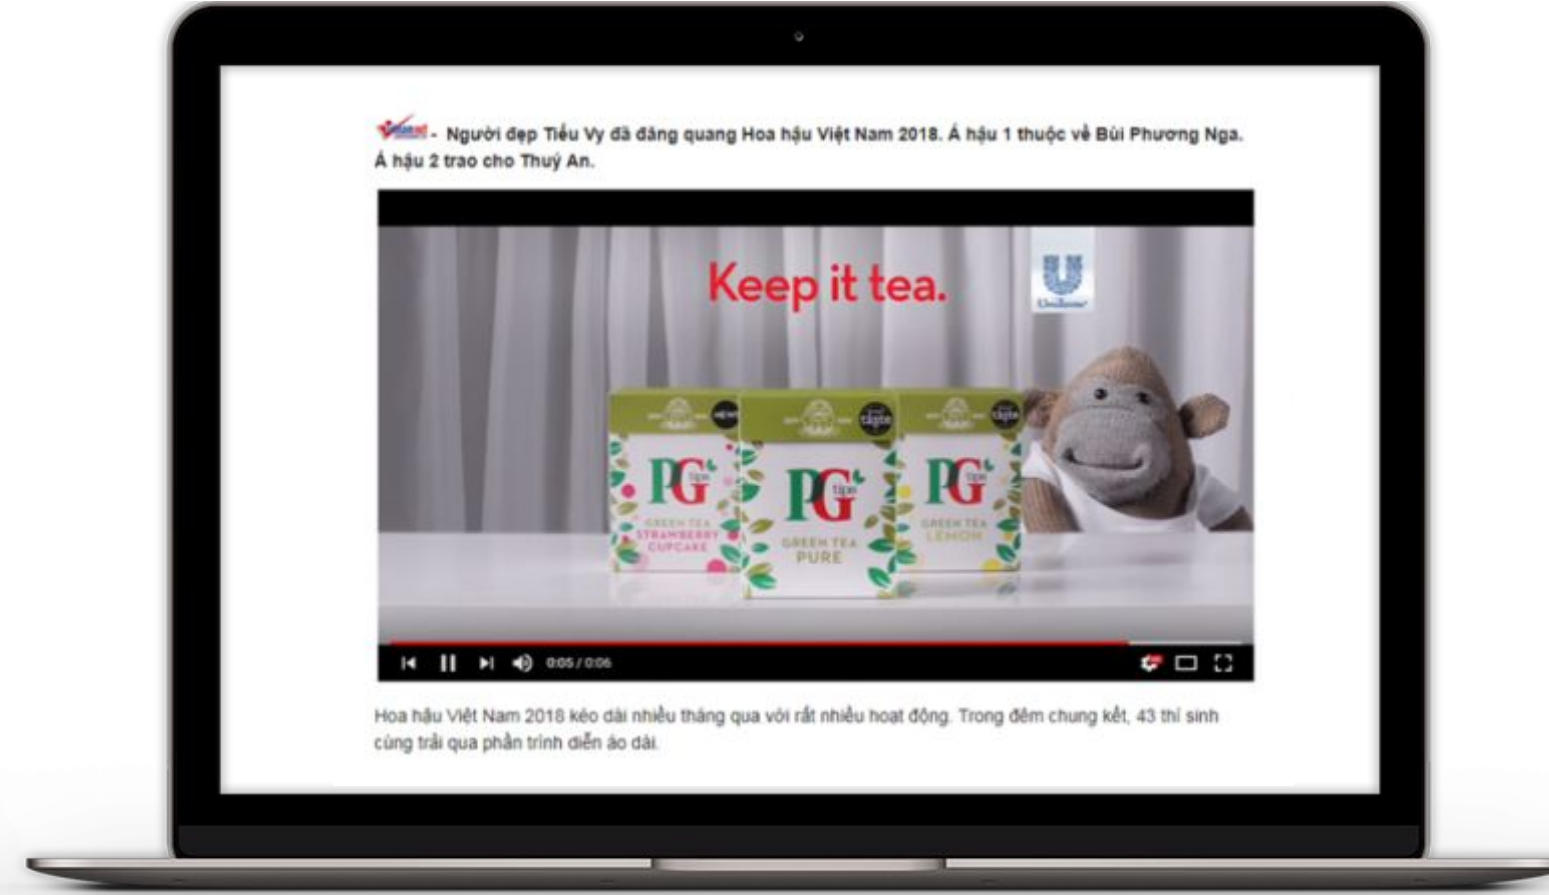 - Người đẹp Tiểu Vy đã đăng quang Hoa hậu Việt Nam 2018. Á hậu 1 thuộc về Bùi Phương Nga.
Á hậu 2 trao cho Thuý An.
Keep it tea.
U
Unilever
NEW!
taste
taste
PG tips
PG tips
PG tips
GREEN TEA
STRAWBERRY
CUPCAKE
GREEN TEA
PURE
GREEN TEA
LEMON
0:05 / 0:06
Hoa hậu Việt Nam 2018 kéo dài nhiều tháng qua với rất nhiều hoạt động. Trong đêm chung kết, 43 thí sinh
cùng trải qua phần trình diễn áo dài.